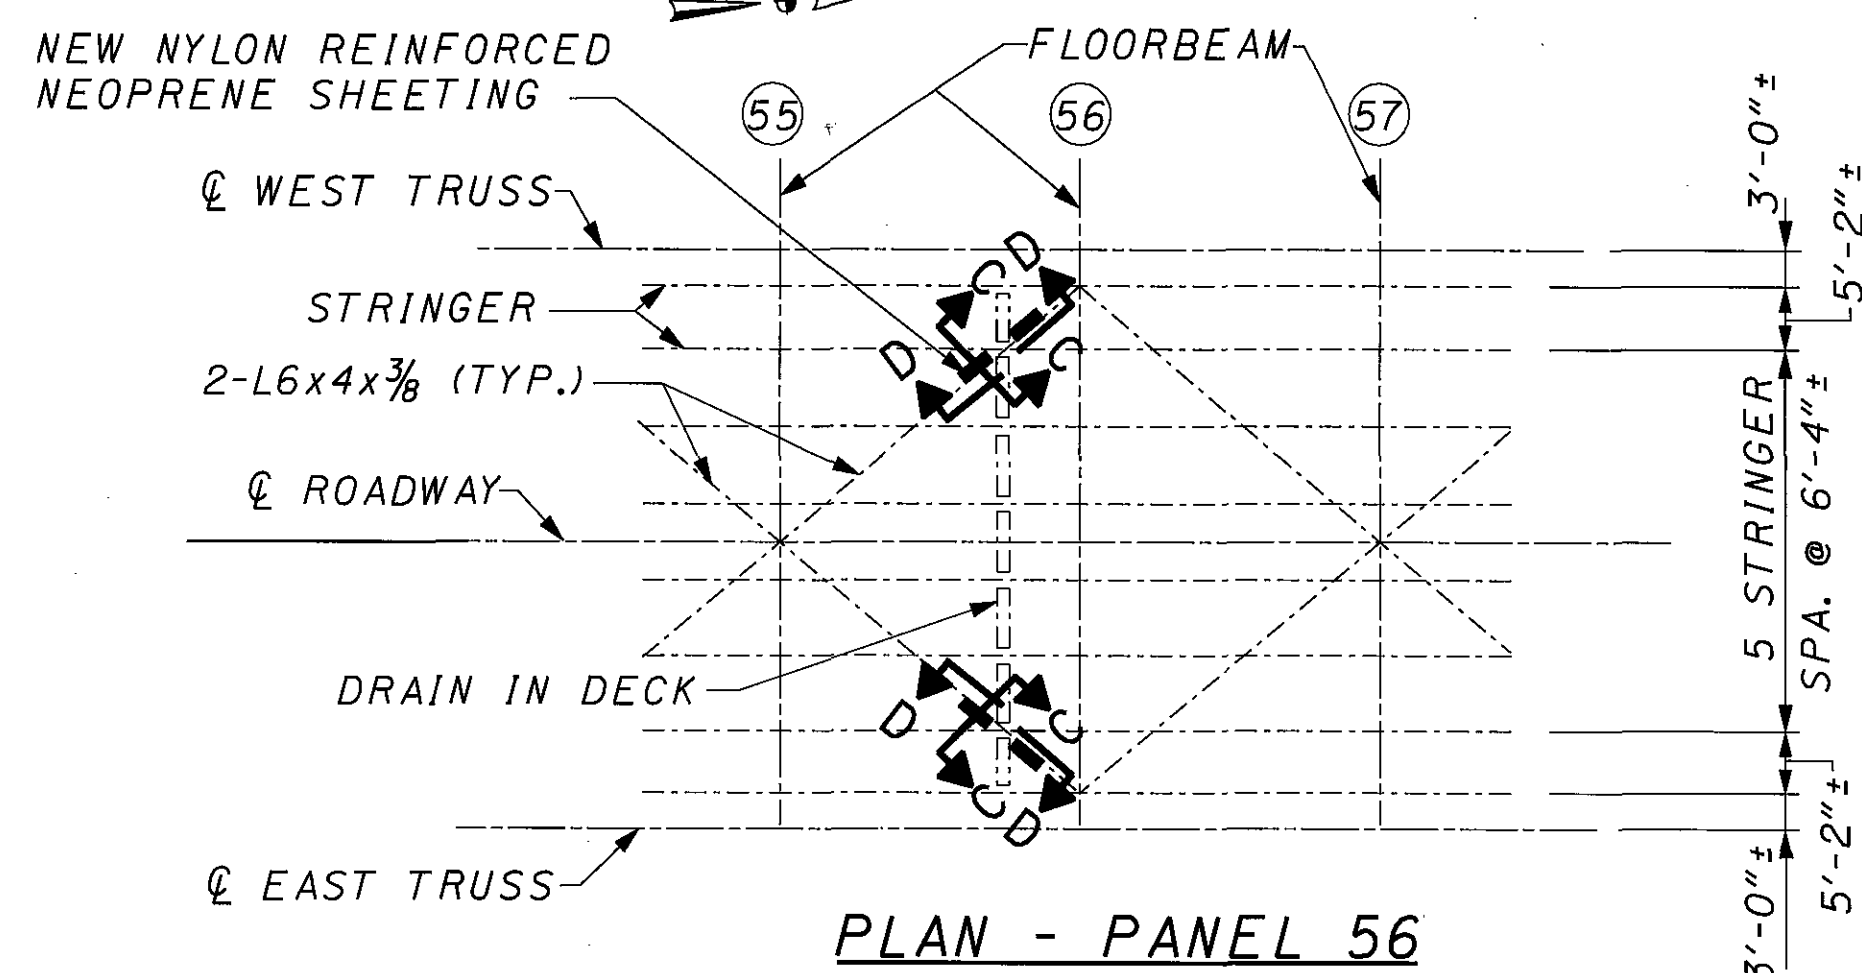 NEW NYLON REINFORCED
NEOPRENE SHEETING
FLOORBEAM
55
56
57
℄ WEST TRUSS
STRINGER
2-L6x4x⅜ (TYP.)
℄ ROADWAY
DRAIN IN DECK
℄ EAST TRUSS
D
C
D
C
D
C
C
D
3'-0"±
5'-2"±
5 STRINGER
SPA. @ 6'-4"±
5'-2"±
3'-0"±
PLAN - PANEL 56